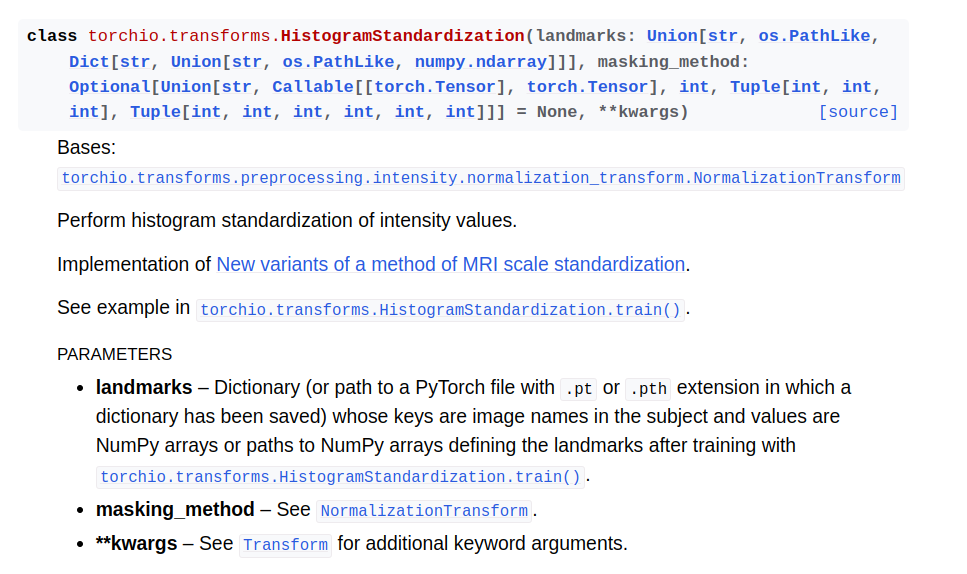 class torchio.transforms.HistogramStandardization(landmarks: Union[str, os.PathLike,
Dict[str, Union[str, os.PathLike, numpy.ndarray]]], masking_method:
Optional[Union[str, Callable[[torch.Tensor], torch.Tensor], int, Tuple[int, int,
int], Tuple[int, int, int, int, int, int]]] = None, **kwargs) [source]
Bases:
torchio.transforms.preprocessing.intensity.normalization_transform.NormalizationTransform
Perform histogram standardization of intensity values.
Implementation of New variants of a method of MRI scale standardization.
See example in torchio.transforms.HistogramStandardization.train().
PARAMETERS
• landmarks – Dictionary (or path to a PyTorch file with .pt or .pth extension in which a
dictionary has been saved) whose keys are image names in the subject and values are
NumPy arrays or paths to NumPy arrays defining the landmarks after training with
torchio.transforms.HistogramStandardization.train().
• masking_method – See NormalizationTransform.
• **kwargs – See Transform for additional keyword arguments.